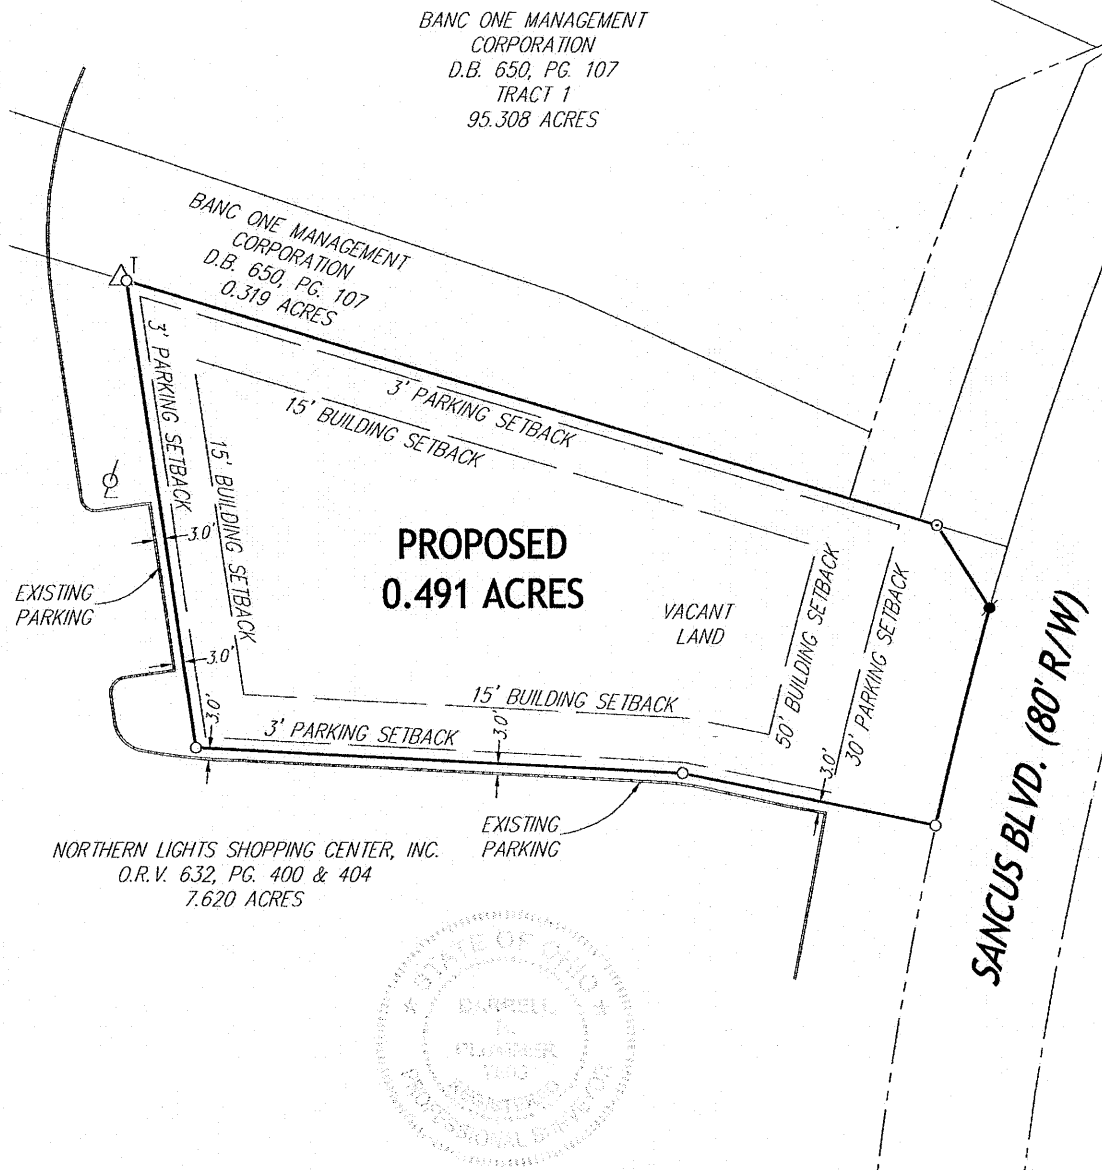 BANC ONE MANAGEMENT
CORPORATION
D.B. 650, PG. 107
TRACT 1
95.308 ACRES
BANC ONE MANAGEMENT
CORPORATION
D.B. 650, PG. 107
0.319 ACRES
T
3' PARKING SETBACK
3' PARKING SETBACK
15' BUILDING SETBACK
15' BUILDING SETBACK
3.0'
PROPOSED
0.491 ACRES
VACANT
LAND
50' BUILDING SETBACK
30' PARKING SETBACK
EXISTING
PARKING
3.0'
15' BUILDING SETBACK
3.0'
3' PARKING SETBACK
3.0'
3.0'
SANCUS BLVD. (80' R/W)
EXISTING
PARKING
NORTHERN LIGHTS SHOPPING CENTER, INC.
O.R.V. 632, PG. 400 & 404
7.620 ACRES
STATE OF OHIO
REGISTERED
PROFESSIONAL SURVEYOR